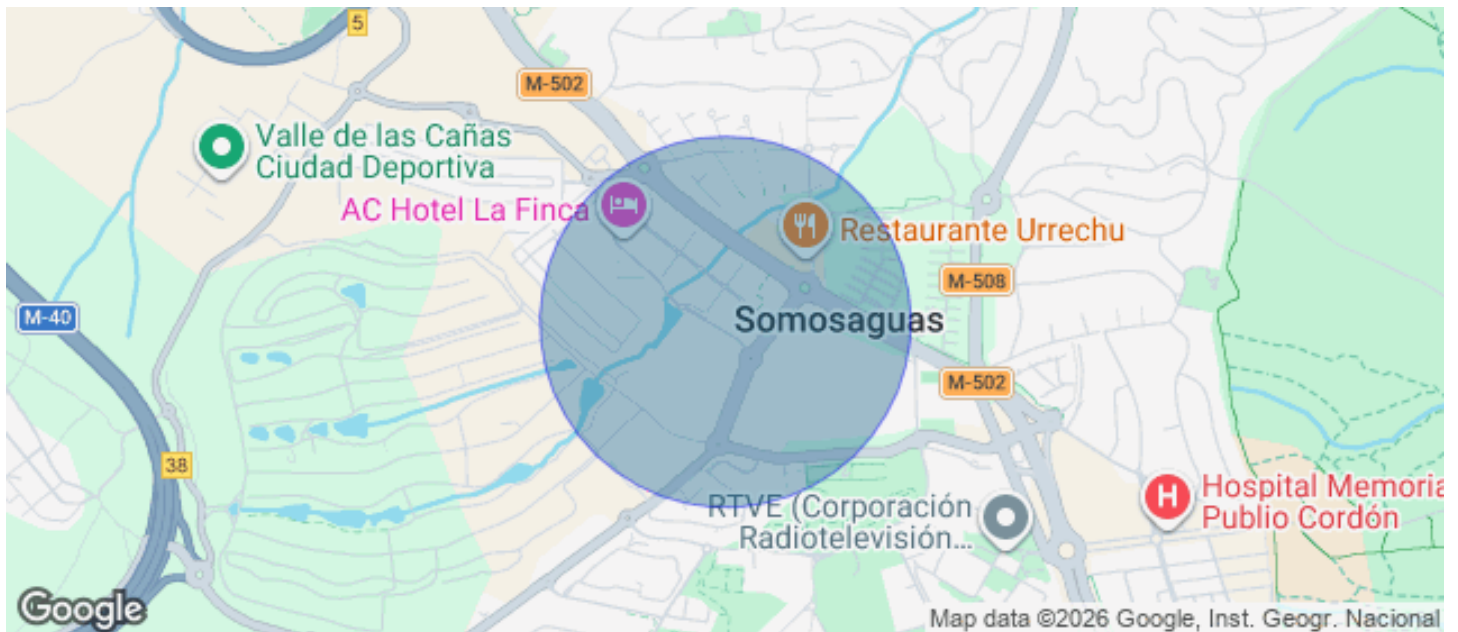 5
M-502
Valle de las Cañas
Ciudad Deportiva
AC Hotel La Finca
Restaurante Urrechu
M-508
M-40
Somosaguas
M-502
38
RTVE (Corporación
Radiotelevisión...
Hospital Memoria
Publio Cordón
Google
Map data ©2026 Google, Inst. Geogr. Nacional